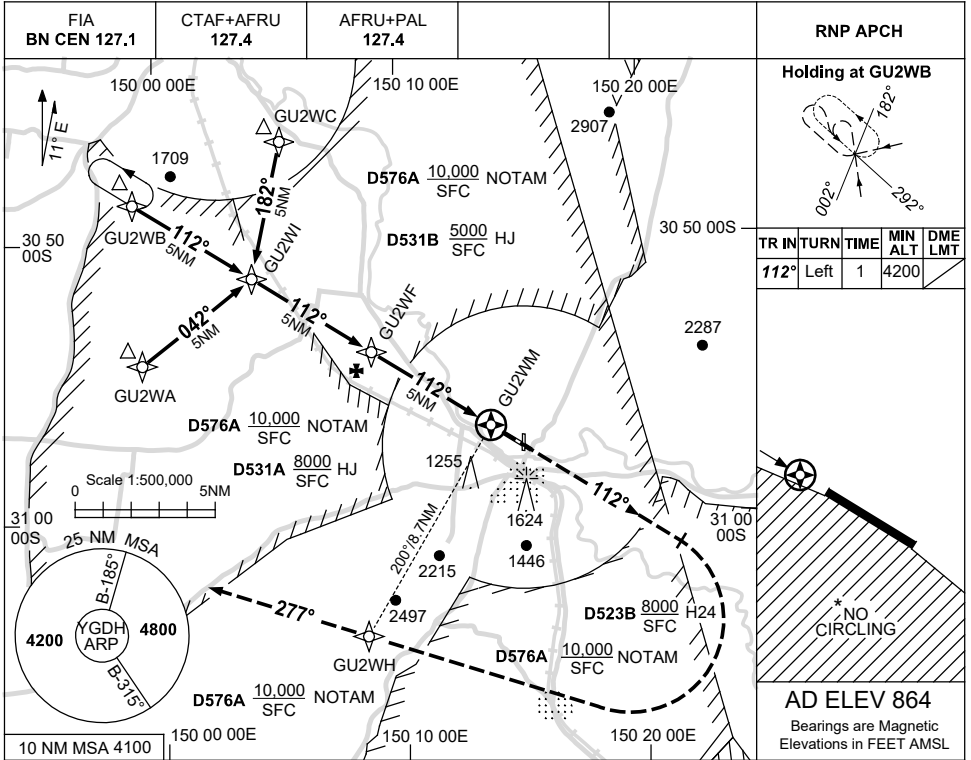 FIA
BN CEN 127.1
CTAF+AFRU
127.4
AFRU+PAL
127.4
RNP APCH
150 00 00E
150 10 00E
150 20 00E
11° E
GU2WC
1709
2907
182°
5NM
D576A 10,000 NOTAM
SFC
D531B 5000 HJ
SFC
30 50
00S
30 50 00S
GU2WB
112°
5NM
GU2WI
042°
5NM
GU2WA
112°
5NM
GU2WF
2287
112°
5NM
GU2WM
D576A 10,000 NOTAM
SFC
D531A 8000 HJ
SFC
1255
1624
1446
2215
2497
200°/8.7NM
112°
Scale 1:500,000
0
5NM
31 00
00S
31 00
00S
25 NM MSA
B-185°
4200
YGDH
ARP
4800
B-315°
277°
GU2WH
D523B 8000 H24
SFC
D576A 10,000 NOTAM
SFC
D576A 10,000 NOTAM
SFC
10 NM MSA 4100
150 00 00E
150 10 00E
150 20 00E
Holding at GU2WB
182°
002°
292°
TR IN TURN TIME MIN ALT DME LMT
112° Left 1 4200
*NO
CIRCLING
AD ELEV 864
Bearings are Magnetic
Elevations in FEET AMSL